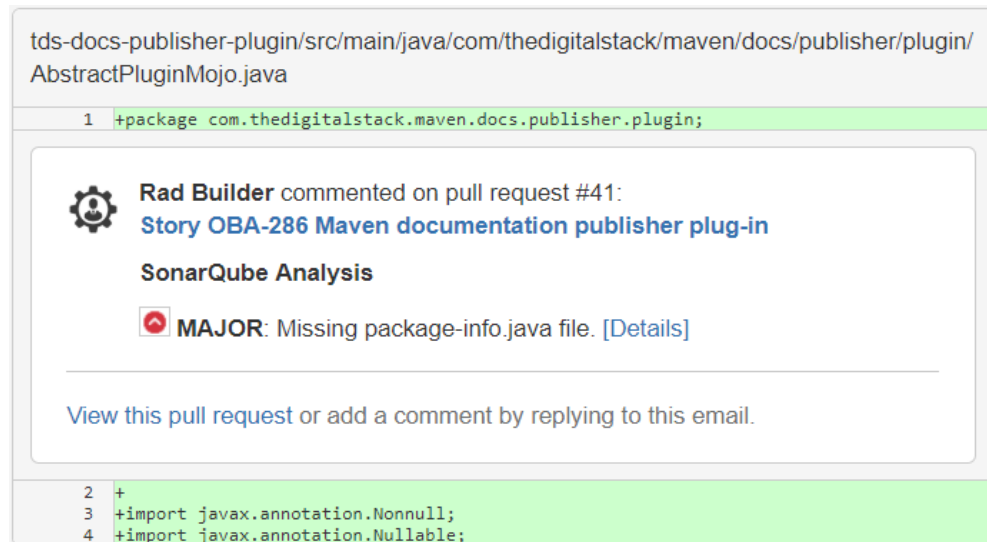 tds-docs-publisher-plugin/src/main/java/com/thedigitalstack/maven/docs/publisher/plugin/
AbstractPluginMojo.java
1 +package com.thedigitalstack.maven.docs.publisher.plugin;
Rad Builder commented on pull request #41:
Story OBA-286 Maven documentation publisher plug-in
SonarQube Analysis
MAJOR: Missing package-info.java file. [Details]
View this pull request or add a comment by replying to this email.
2 +
3 +import javax.annotation.Nonnull;
4 +import javax.annotation.Nullable;